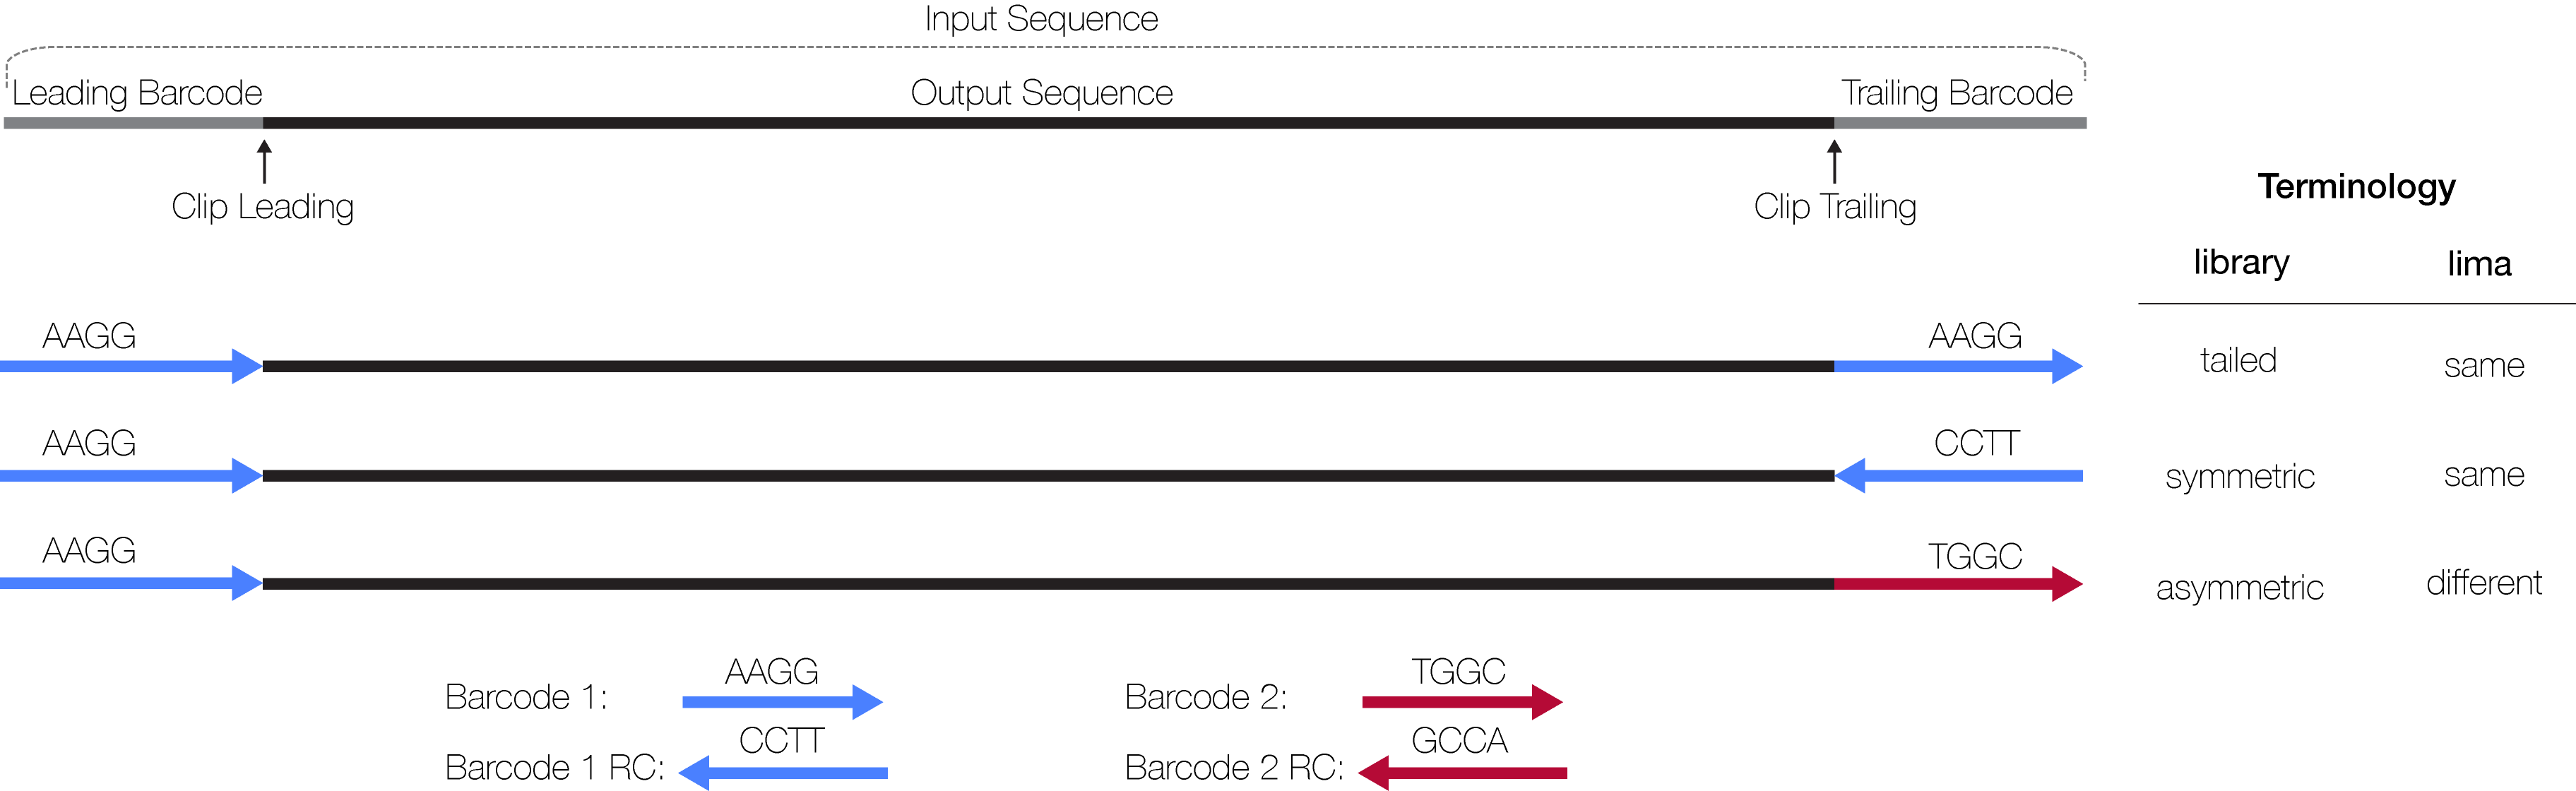 Input Sequence
Leading Barcode Output Sequence Trailing Barcode
Clip Leading Clip Trailing
Terminology
library lima
AAGG AAGG
tailed same
AAGG CCTT
symmetric same
AAGG TGGC
asymmetric different
Barcode 1: AAGG Barcode 2: TGGC
Barcode 1 RC: CCTT Barcode 2 RC: GCCA